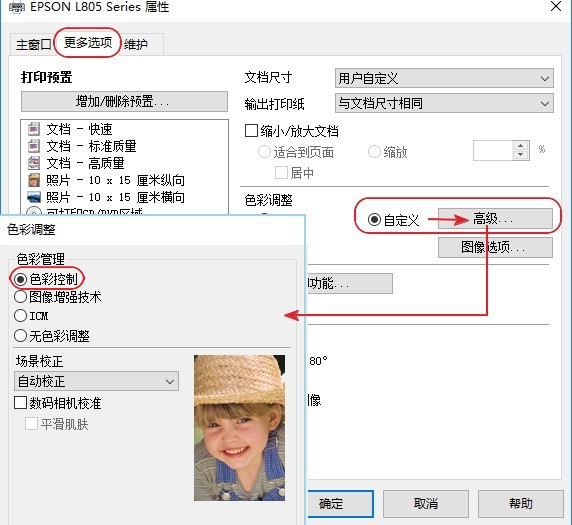 EPSON L805 Series 属性
主窗口 更多选项 维护
打印预置
增加/删除预置...
文档 - 快速
文档 - 标准质量
文档 - 高质量
照片 - 10 x 15 厘米纵向
照片 - 10 x 15 厘米横向
文档尺寸 用户自定义
输出打印纸 与文档尺寸相同
缩小/放大文档
适合到页面 缩放 %
居中
色彩调整
自定义 高级...
图像选项...
功能...
80°
像
色彩调整
色彩管理
色彩控制
图像增强技术
ICM
无色彩调整
场景校正
自动校正
数码相机校准
平滑肌肤
确定 取消 帮助